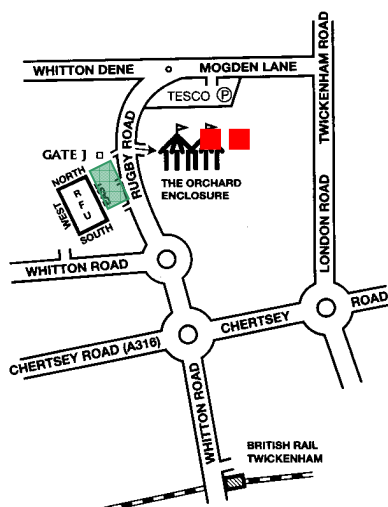 WHITTON DENE
MOGDEN LANE
TWICKENHAM ROAD
TESCO P
RUGBY ROAD
GATE J
NORTH
EAST
WEST
R
F
U
SOUTH
THE ORCHARD
ENCLOSURE
LONDON ROAD
WHITTON ROAD
CHERTSEY
ROAD
CHERTSEY ROAD (A316)
WHITTON ROAD
BRITISH RAIL
TWICKENHAM